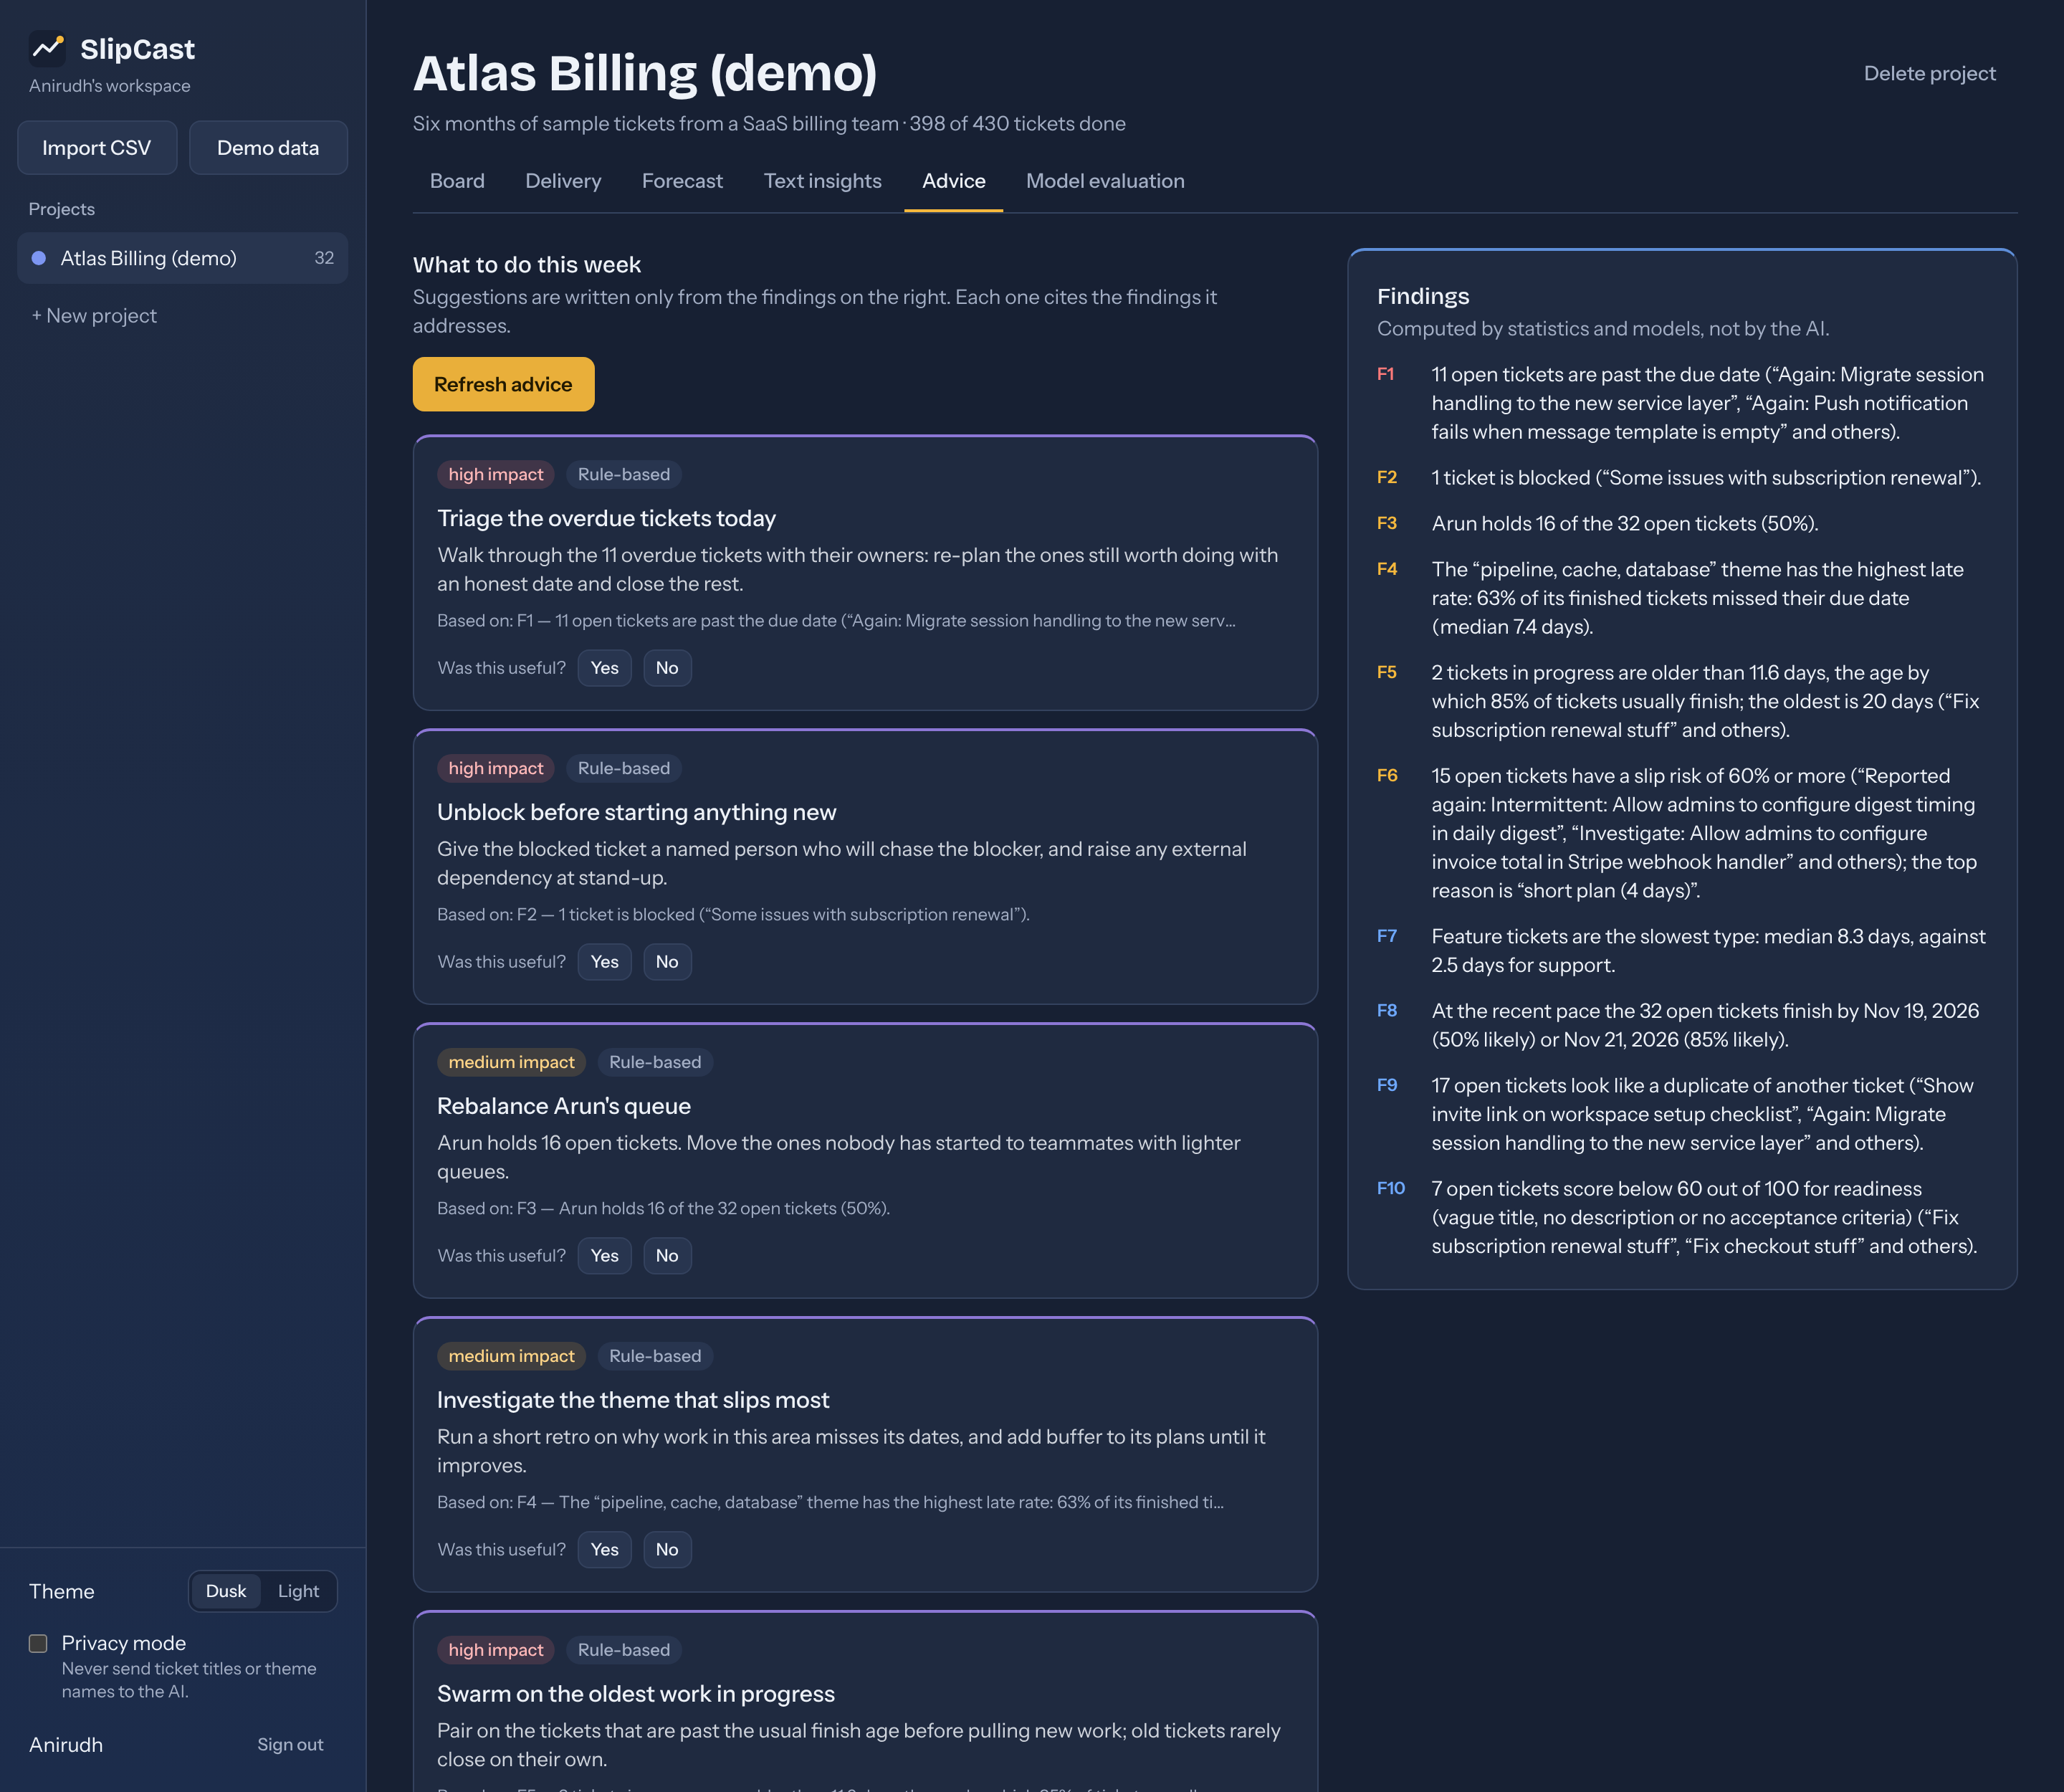 SlipCast
Anirudh's workspace
Import CSV
Demo data
Projects
Atlas Billing (demo)
32
+ New project
Theme
Dusk
Light
Privacy mode
Never send ticket titles or theme
names to the AI.
Anirudh
Sign out
Atlas Billing (demo)
Delete project
Six months of sample tickets from a SaaS billing team · 398 of 430 tickets done
Board
Delivery
Forecast
Text insights
Advice
Model evaluation
What to do this week
Suggestions are written only from the findings on the right. Each one cites the findings it
addresses.
Refresh advice
high impact
Rule-based
Triage the overdue tickets today
Walk through the 11 overdue tickets with their owners: re-plan the ones still worth doing with
an honest date and close the rest.
Based on: F1 — 11 open tickets are past the due date (“Again: Migrate session handling to the new serv...
Was this useful?
Yes
No
high impact
Rule-based
Unblock before starting anything new
Give the blocked ticket a named person who will chase the blocker, and raise any external
dependency at stand-up.
Based on: F2 — 1 ticket is blocked (“Some issues with subscription renewal”).
Was this useful?
Yes
No
medium impact
Rule-based
Rebalance Arun's queue
Arun holds 16 open tickets. Move the ones nobody has started to teammates with lighter
queues.
Based on: F3 — Arun holds 16 of the 32 open tickets (50%).
Was this useful?
Yes
No
medium impact
Rule-based
Investigate the theme that slips most
Run a short retro on why work in this area misses its dates, and add buffer to its plans until it
improves.
Based on: F4 — The “pipeline, cache, database” theme has the highest late rate: 63% of its finished ti...
Was this useful?
Yes
No
high impact
Rule-based
Swarm on the oldest work in progress
Pair on the tickets that are past the usual finish age before pulling new work; old tickets rarely
close on their own.
Findings
Computed by statistics and models, not by the AI.
F1
11 open tickets are past the due date (“Again: Migrate session
handling to the new service layer”, “Again: Push notification
fails when message template is empty” and others).
F2
1 ticket is blocked (“Some issues with subscription renewal”).
F3
Arun holds 16 of the 32 open tickets (50%).
F4
The “pipeline, cache, database” theme has the highest late
rate: 63% of its finished tickets missed their due date
(median 7.4 days).
F5
2 tickets in progress are older than 11.6 days, the age by
which 85% of tickets usually finish; the oldest is 20 days (“Fix
subscription renewal stuff” and others).
F6
15 open tickets have a slip risk of 60% or more (“Reported
again: Intermittent: Allow admins to configure digest timing
in daily digest”, “Investigate: Allow admins to configure
invoice total in Stripe webhook handler” and others); the top
reason is “short plan (4 days)”.
F7
Feature tickets are the slowest type: median 8.3 days, against
2.5 days for support.
F8
At the recent pace the 32 open tickets finish by Nov 19, 2026
(50% likely) or Nov 21, 2026 (85% likely).
F9
17 open tickets look like a duplicate of another ticket (“Show
invite link on workspace setup checklist”, “Again: Migrate
session handling to the new service layer” and others).
F10
7 open tickets score below 60 out of 100 for readiness
(vague title, no description or no acceptance criteria) (“Fix
subscription renewal stuff”, “Fix checkout stuff” and others).